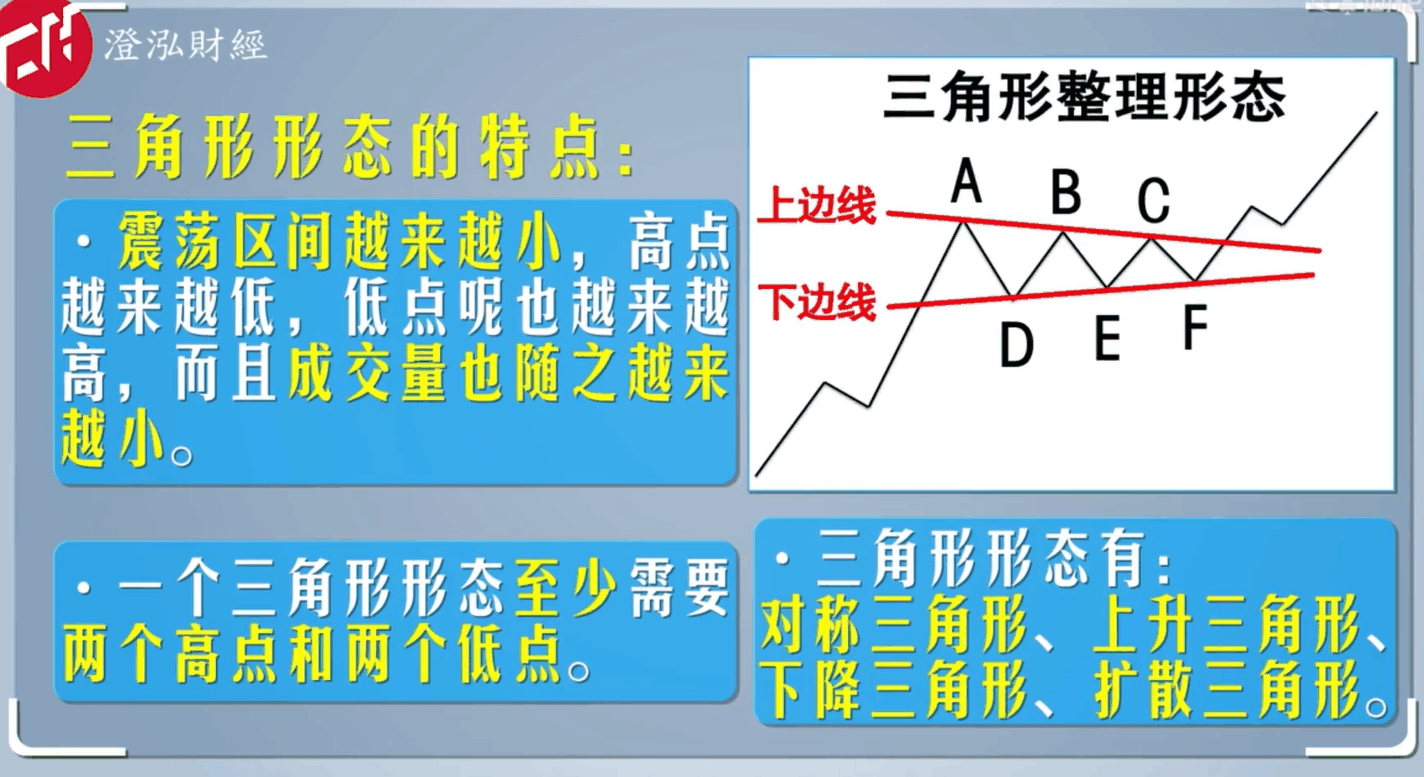 澄泓財經
三角形形态的特点：
·震荡区间越来越小，高点
越来越低，低点呢也越来越
高，而且成交量也随之越来
越小。
·一个三角形形态至少需要
两个高点和两个低点。
三角形整理形态
A
B
C
上边线
下边线
D
E
F
·三角形形态有：
对称三角形、上升三角形、
下降三角形、扩散三角形。